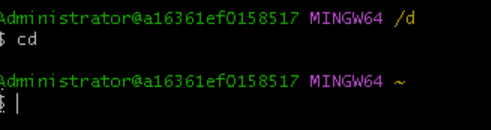 Administrator@a16361ef0158517 MINGW64 /d
$ cd
Administrator@a16361ef0158517 MINGW64 ~
$